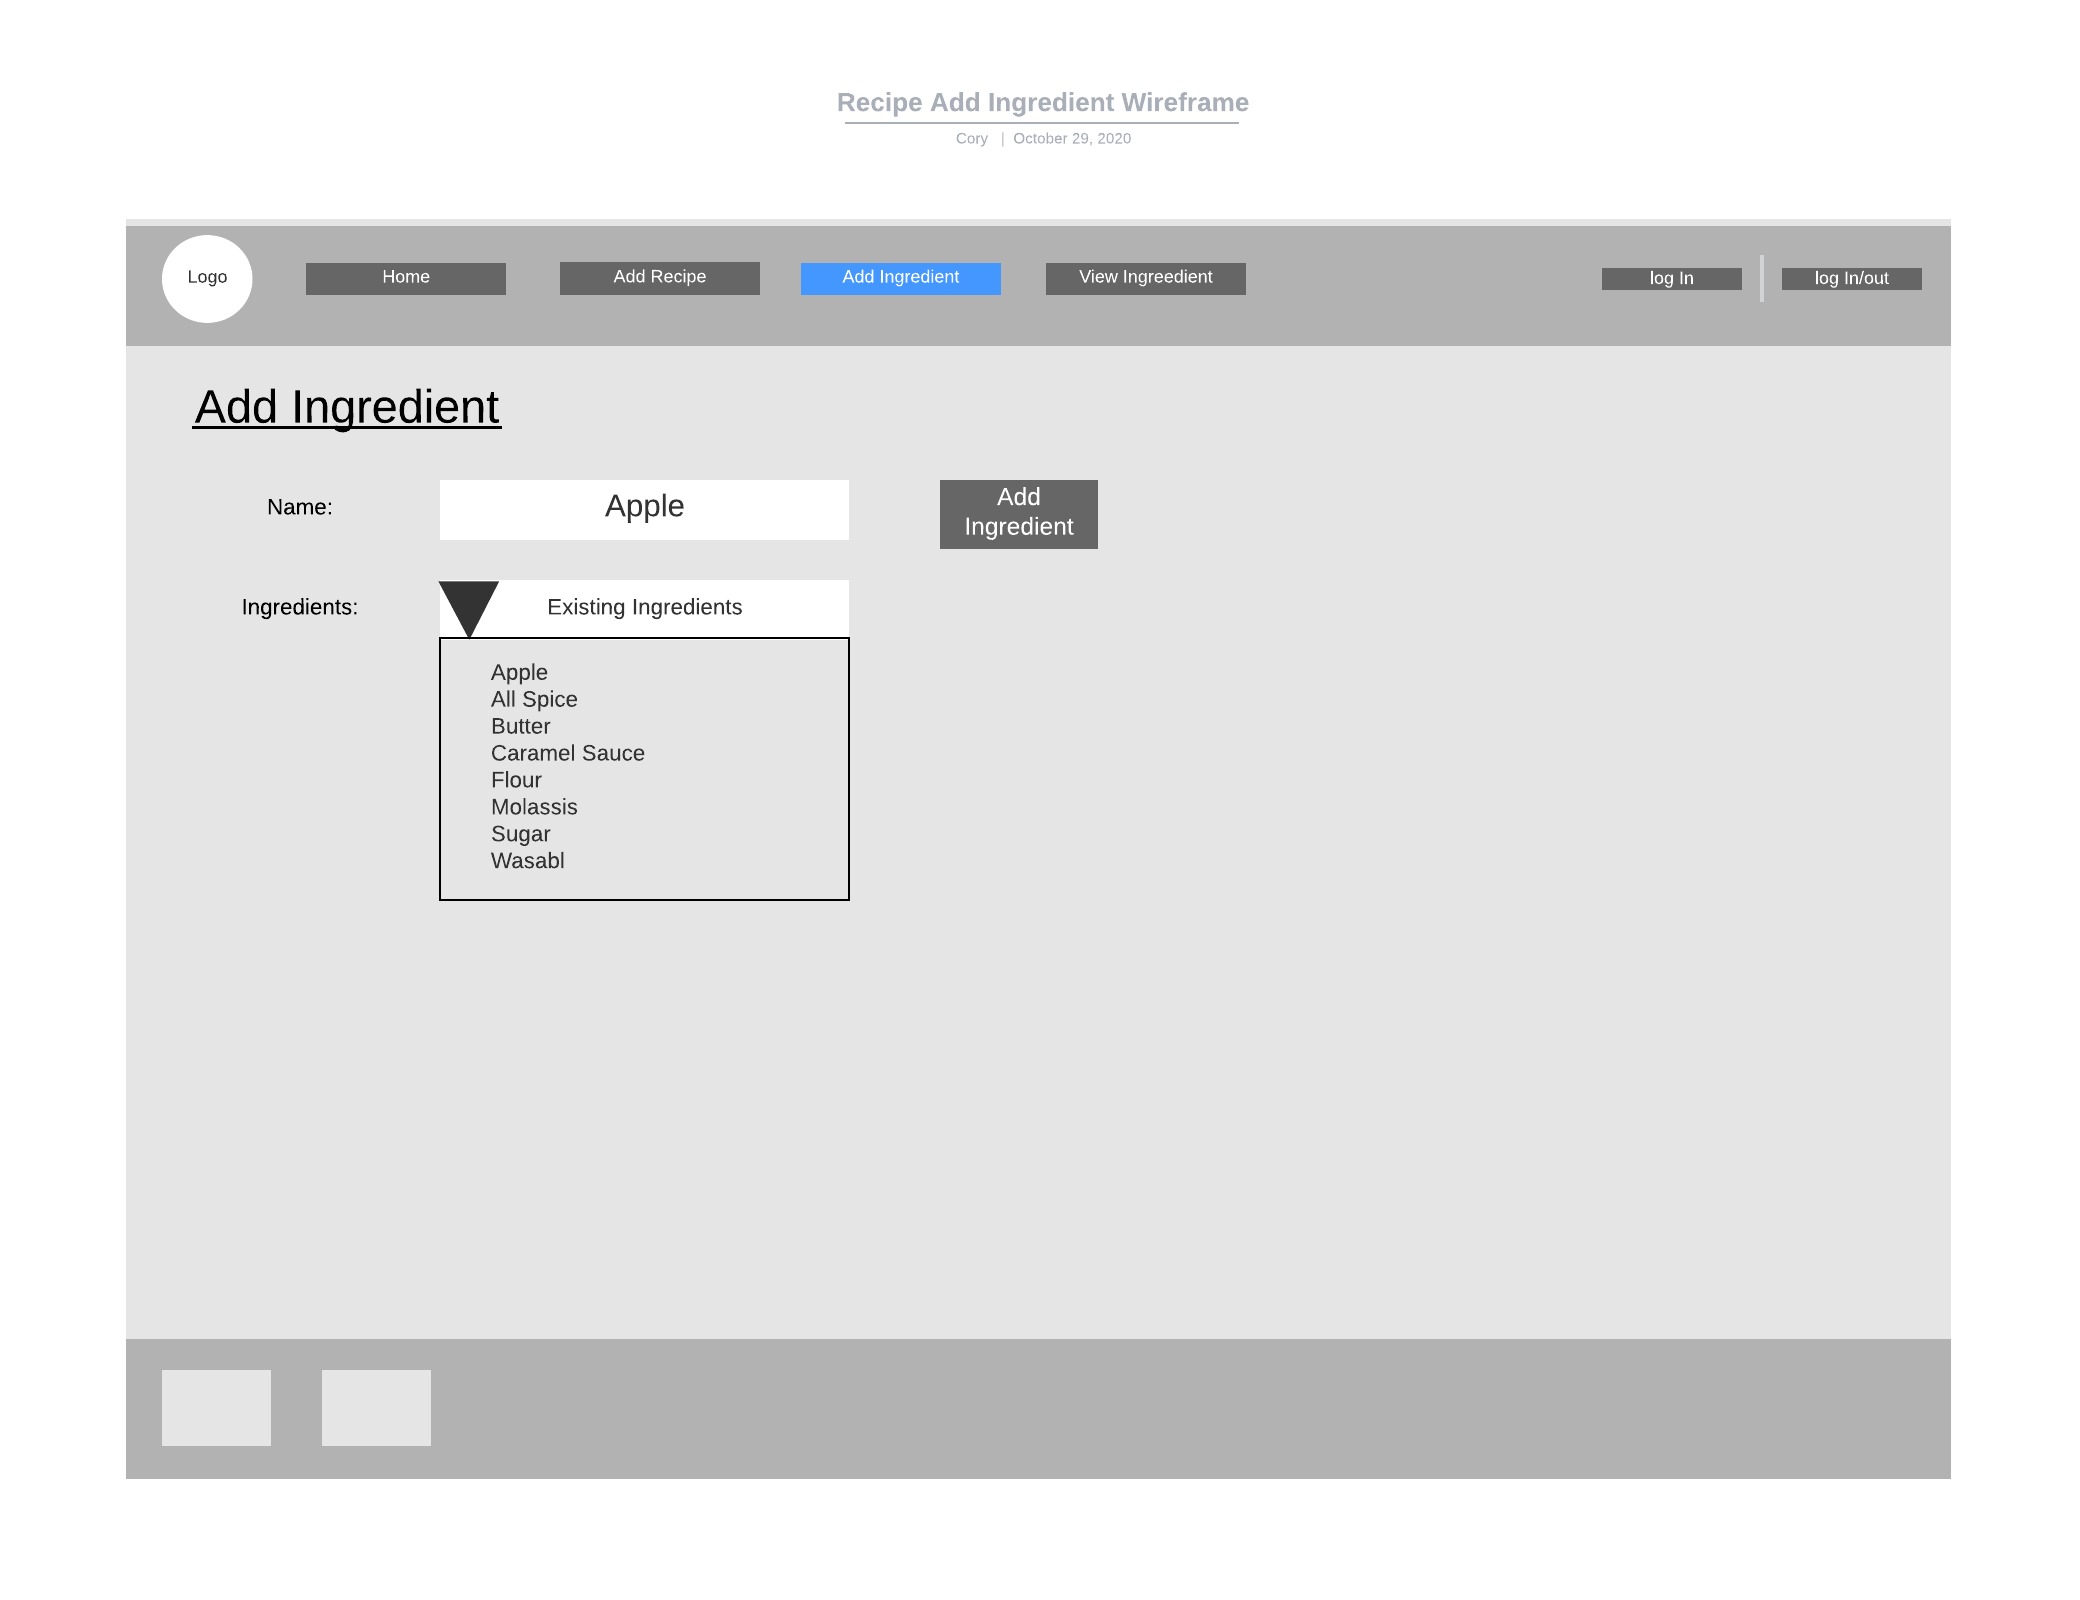 Recipe Add Ingredient Wireframe
Cory | October 29, 2020
Logo
Home
Add Recipe
Add Ingredient
View Ingreedient
log In
log In/out
Add Ingredient
Name:
Apple
Add
Ingredient
Ingredients:
Existing Ingredients
Apple
All Spice
Butter
Caramel Sauce
Flour
Molassis
Sugar
Wasabl